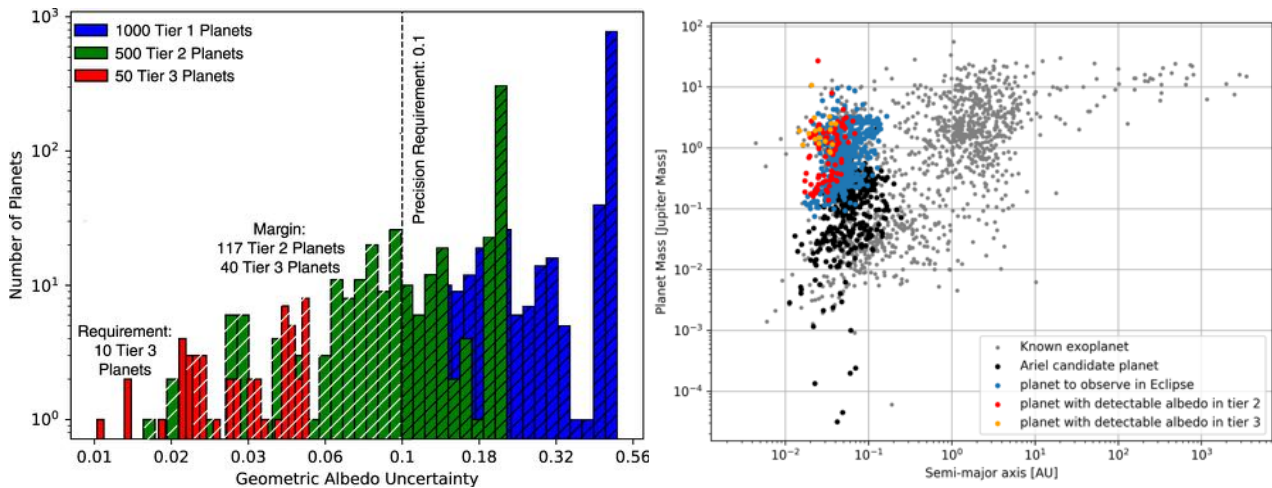 10³
10²
10¹
10⁰
Number of Planets
1000 Tier 1 Planets
500 Tier 2 Planets
50 Tier 3 Planets
Precision Requirement: 0.1
Margin:
117 Tier 2 Planets
40 Tier 3 Planets
Requirement:
10 Tier 3
Planets
0.01 0.02 0.03 0.06 0.1 0.18 0.32 0.56
Geometric Albedo Uncertainty
10²
10¹
10⁰
10⁻¹
10⁻²
10⁻³
10⁻⁴
Planet Mass [Jupiter Mass]
Known exoplanet
Ariel candidate planet
planet to observe in Eclipse
planet with detectable albedo in tier 2
planet with detectable albedo in tier 3
10⁻² 10⁻¹ 10⁰ 10¹ 10² 10³
Semi-major axis [AU]